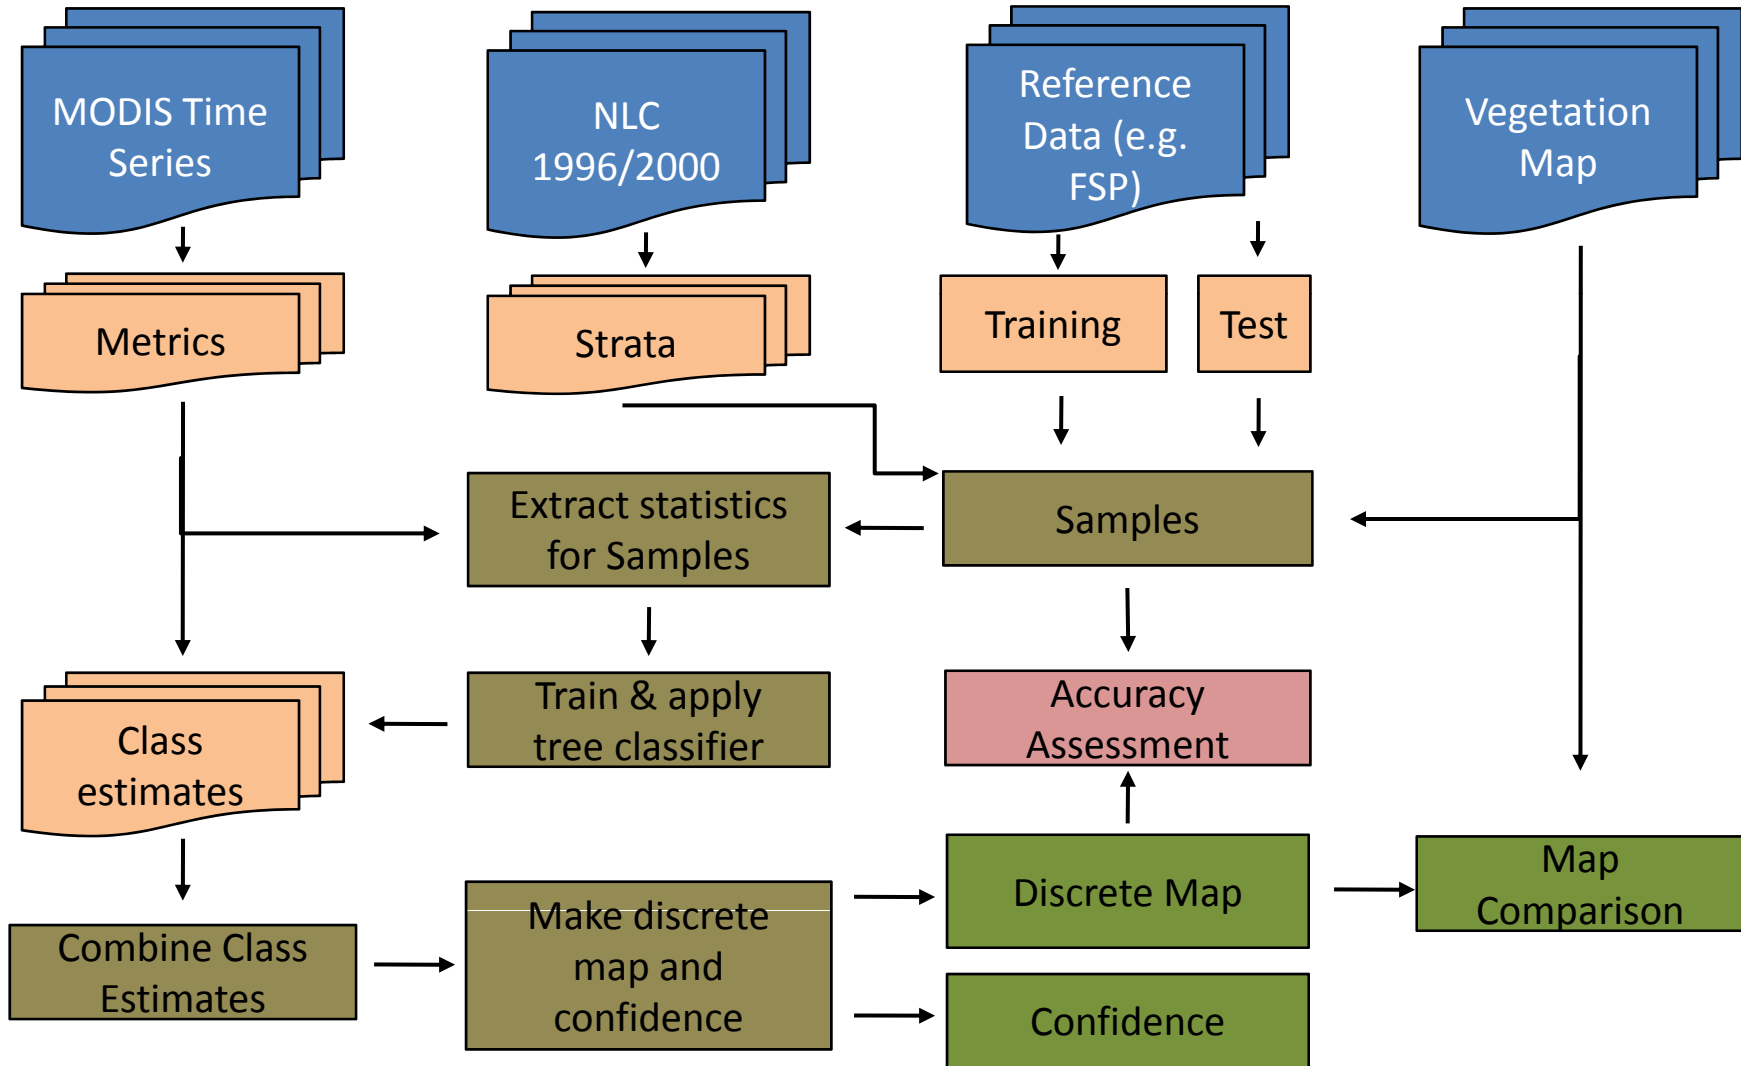 MODIS Time
Series
NLC
1996/2000
Reference
Data (e.g.
FSP)
Vegetation
Map
Metrics
Strata
Training
Test
Extract statistics
for Samples
Samples
Class
estimates
Train & apply
tree classifier
Accuracy
Assessment
Combine Class
Estimates
Make discrete
map and
confidence
Discrete Map
Confidence
Map
Comparison